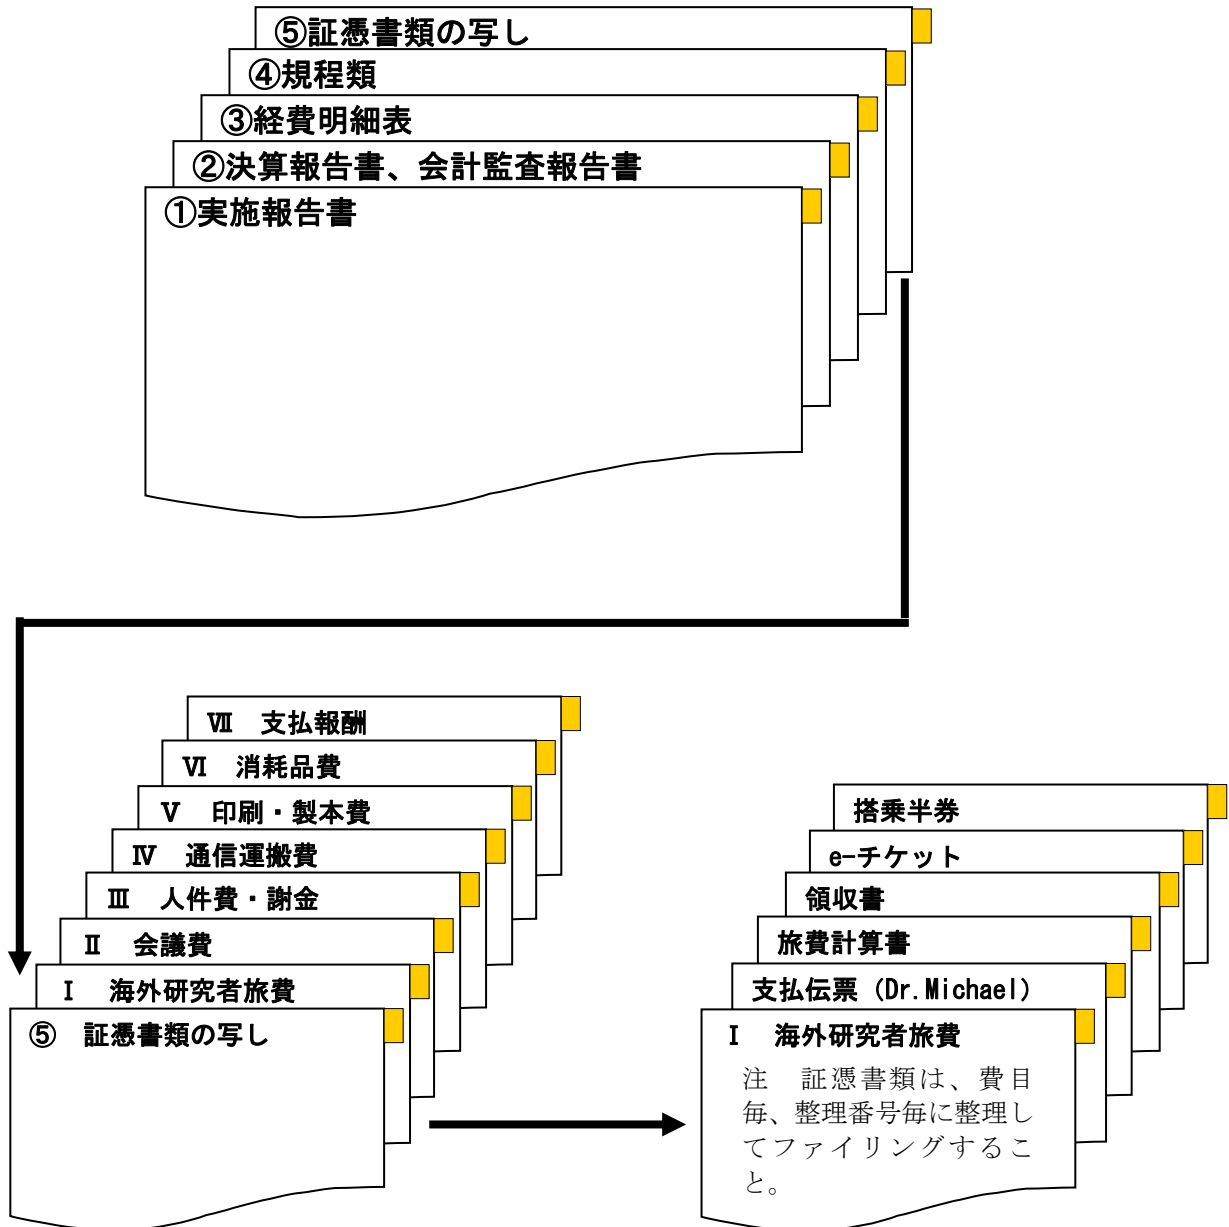 ⑤証憑書類の写し
④規程類
③経費明細表
②決算報告書、会計監査報告書
①実施報告書
Ⅶ　支払報酬
Ⅵ　消耗品費
Ⅴ　印刷・製本費
Ⅳ　通信運搬費
Ⅲ　人件費・謝金
Ⅱ　会議費
Ⅰ　海外研究者旅費
⑤　証憑書類の写し
搭乗半券
e-チケット
領収書
旅費計算書
支払伝票（Dr.Michael）
Ⅰ　海外研究者旅費
注　証憑書類は、費目
毎、整理番号毎に整理し
てファイリングするこ
と。